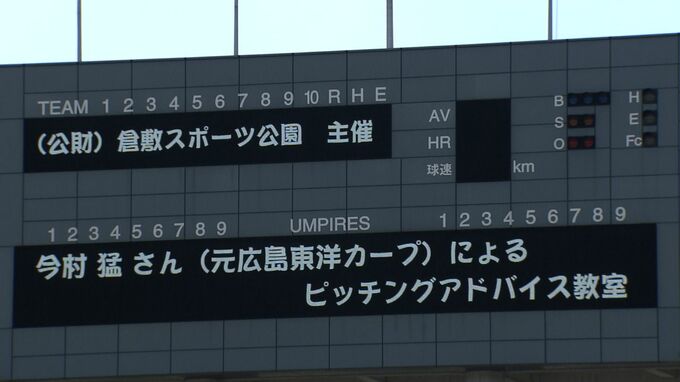 TEAM 1 2 3 4 5 6 7 8 9 10 R H E
(公財)倉敷スポーツ公園 主催
AV
HR
球速 km
B H
S E
O Fc
1 2 3 4 5 6 7 8 9 UMPIRES 1 2 3 4 5 6 7 8 9
今村 猛 さん(元広島東洋カープ)による
ピッチングアドバイス教室